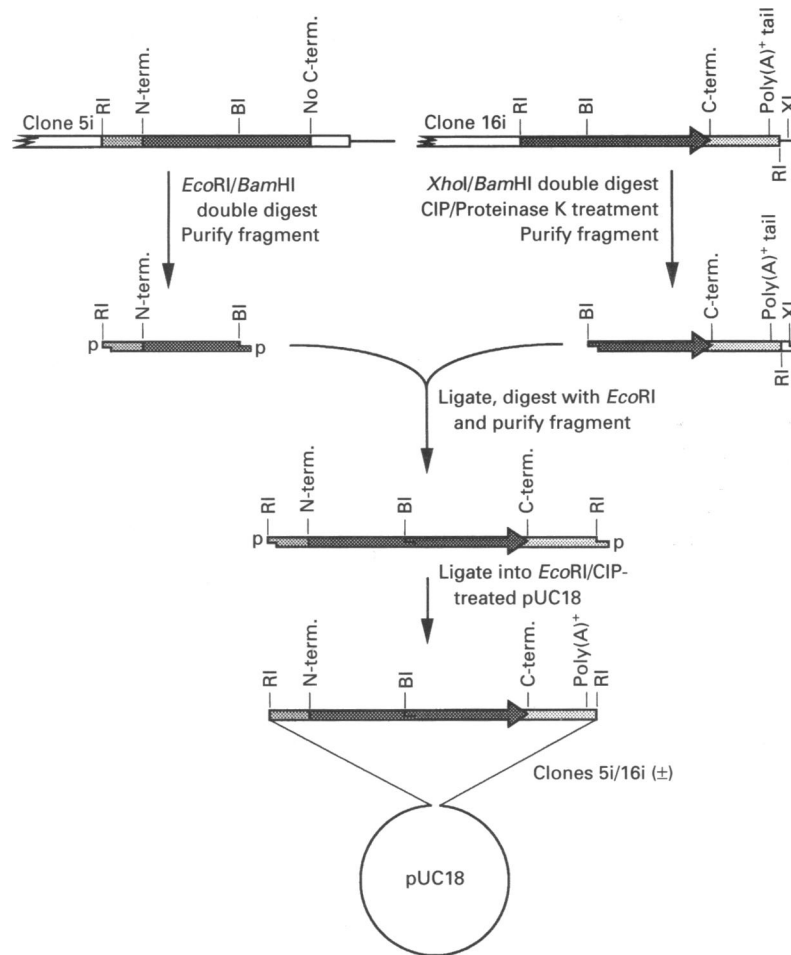 RI
N-term.
BI
No C-term.
Clone 5i
RI
BI
C-term.
Poly(A)+ tail
XI
Clone 16i
RI
EcoRI/BamHI
double digest
Purify fragment
XhoI/BamHI double digest
CIP/Proteinase K treatment
Purify fragment
RI
N-term.
BI
p
p
BI
C-term.
Poly(A)+ tail
XI
RI
Ligate, digest with EcoRI
and purify fragment
RI
N-term.
BI
C-term.
RI
p
p
Ligate into EcoRI/CIP-
treated pUC18
RI
N-term.
BI
C-term.
Poly(A)+
RI
Clones 5i/16i (±)
pUC18